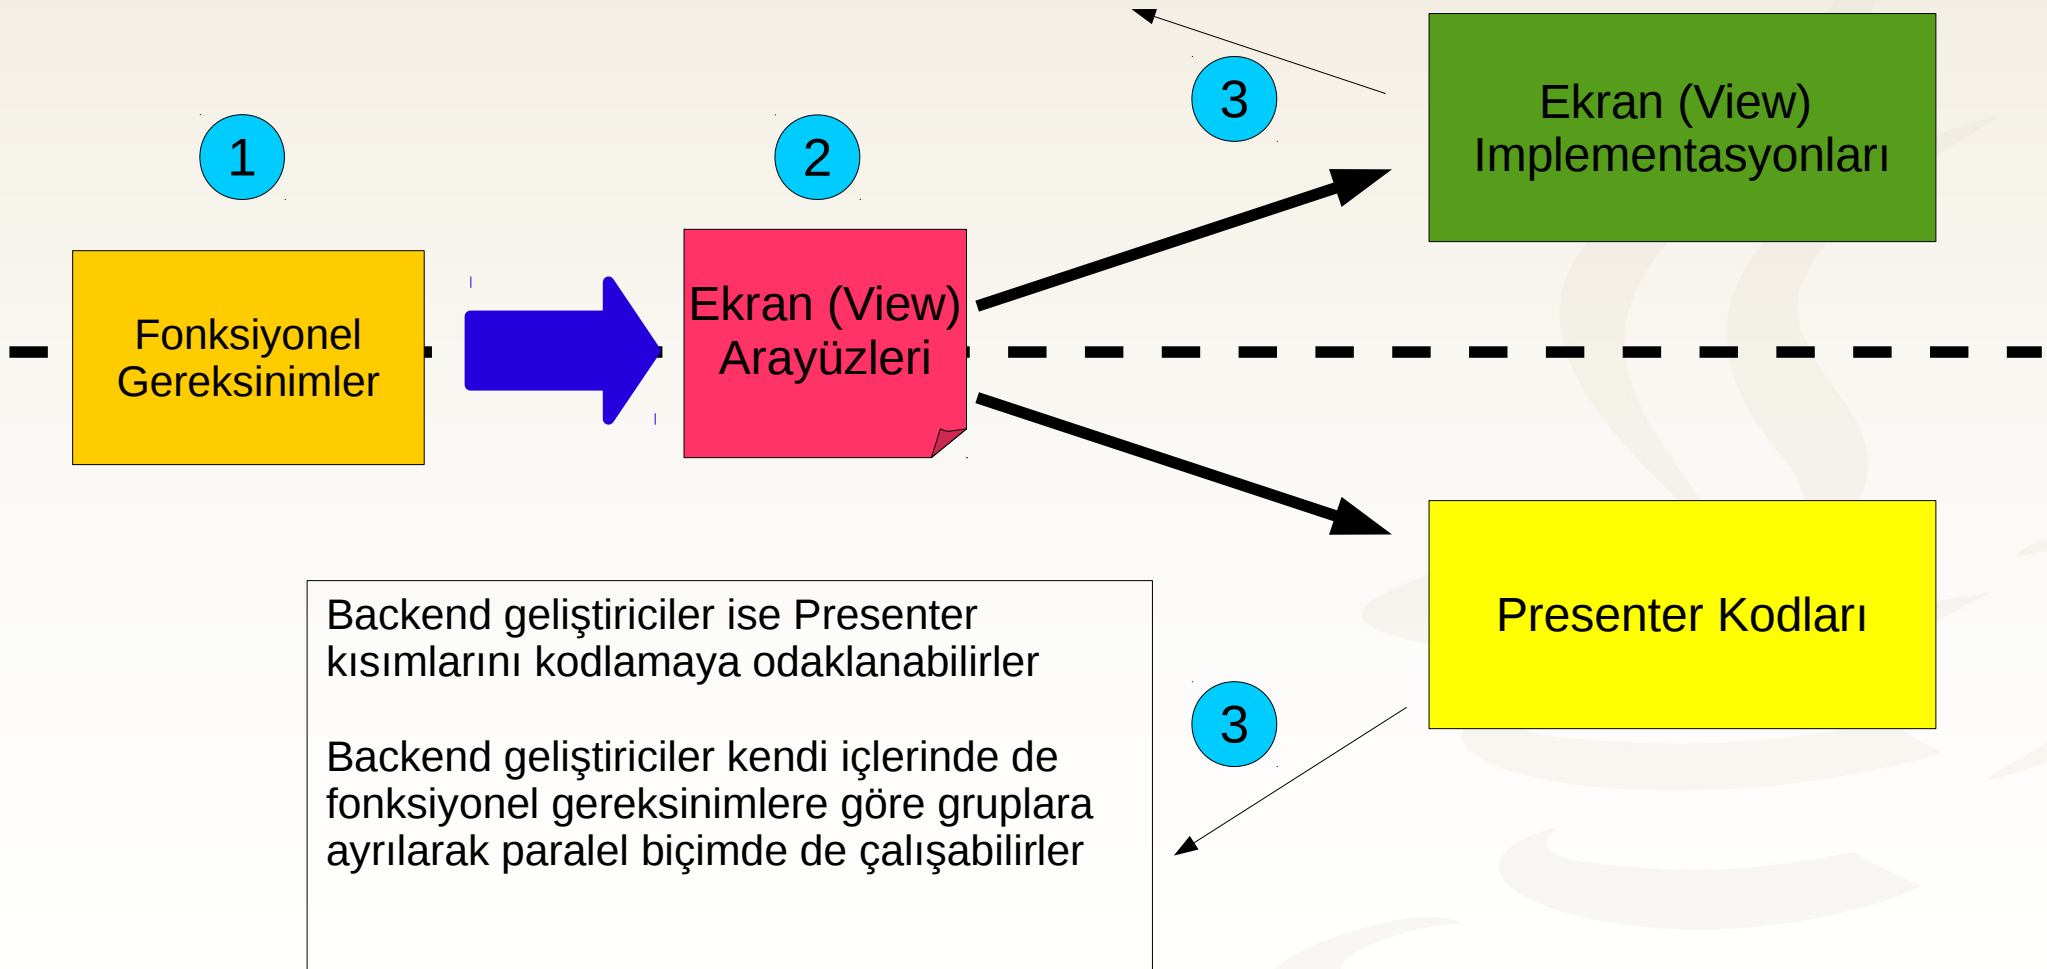 1
2
3
Ekran (View)
Implementasyonları
Fonksiyonel
Gereksinimler
Ekran (View)
Arayüzleri
Presenter Kodları
3
Backend geliştiriciler ise Presenter
kısımlarını kodlamaya odaklanabilirler
Backend geliştiriciler kendi içlerinde de
fonksiyonel gereksinimlere göre gruplara
ayrılarak paralel biçimde de çalışabilirler